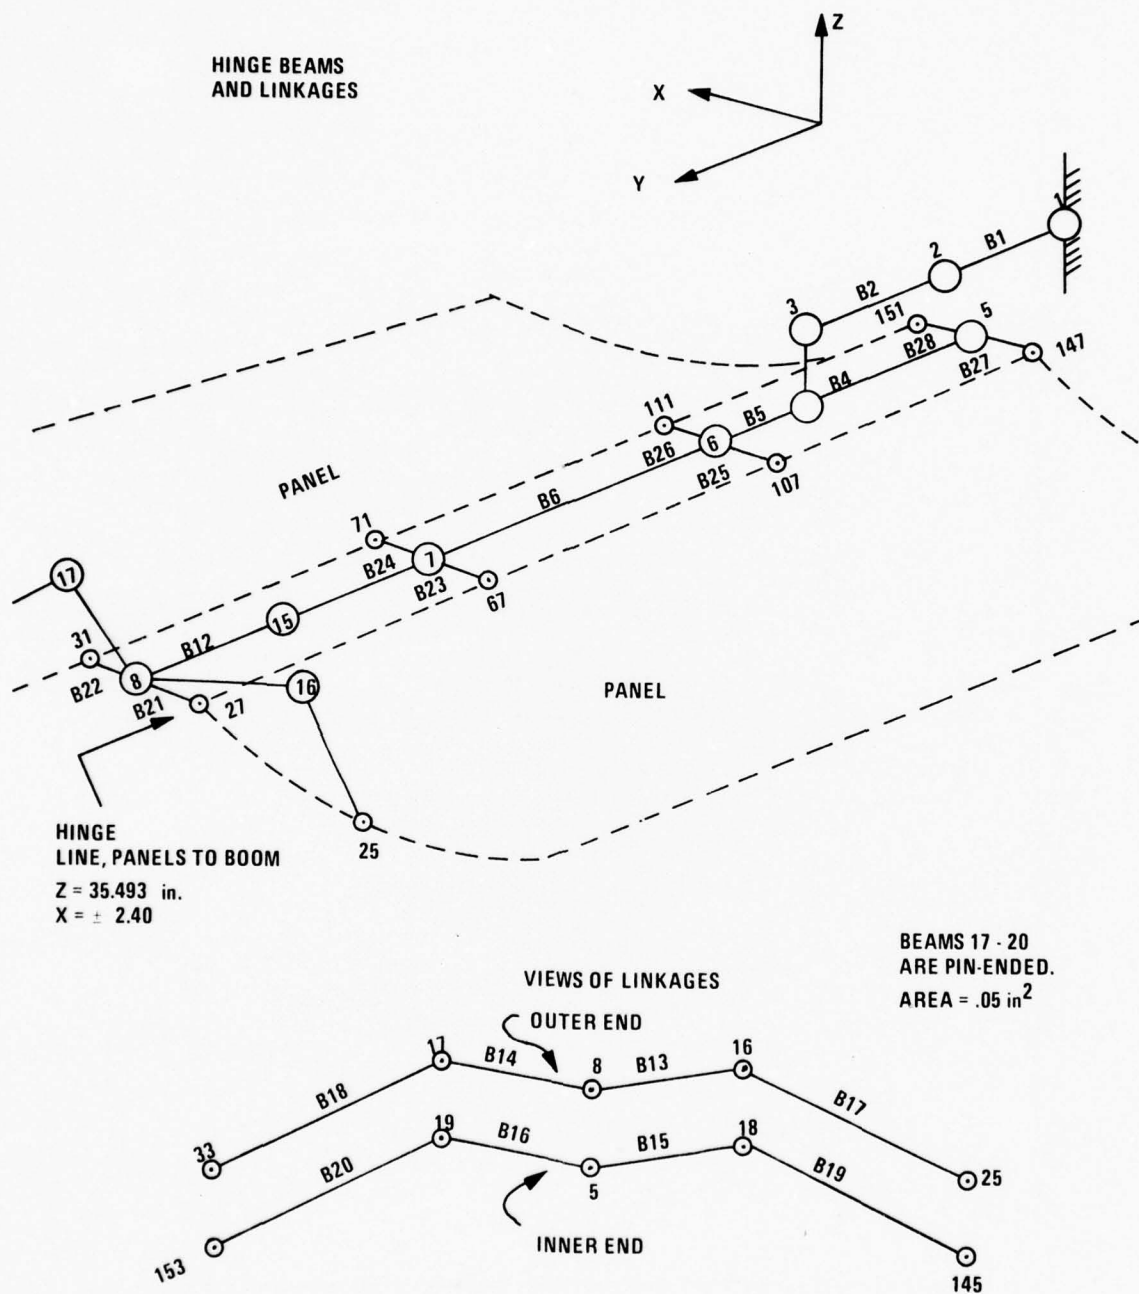 HINGE BEAMS
AND LINKAGES
Z
X
Y
1
B1
2
B2
3
151
5
B28
147
B27
B4
111
B5
6
B26
B25
107
B6
PANEL
71
7
B24
B23
67
17
15
31
B12
8
16
B22
B21
27
PANEL
25
HINGE
LINE, PANELS TO BOOM
Z = 35.493 in.
X = ± 2.40
BEAMS 17 - 20
ARE PIN-ENDED.
AREA = .05 in²
VIEWS OF LINKAGES
OUTER END
17
B14
8
B13
16
B18
B17
33
19
B16
B15
18
25
B20
5
B19
INNER END
153
145